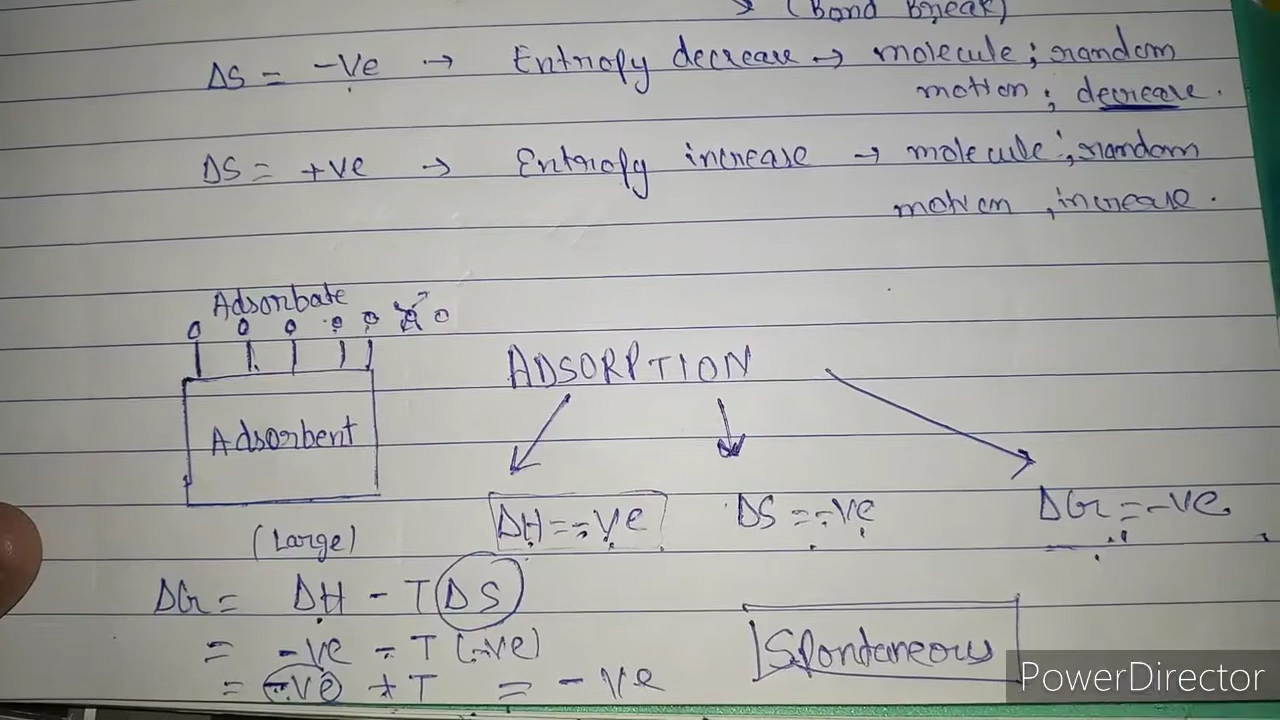 → (Bond Break)
ΔS = -ve → Entropy decrease → molecule ; random
motion ; decrease.
ΔS = +ve → Entropy increase → molecule ; random
motion , increase .
Adsorbate
ADSORPTION
Adsorbent
ΔH = -ve ΔS = -ve ΔG = -ve
(Large)
ΔG = ΔH - T(ΔS)
= -ve - T (-ve)
= -ve + T = -ve
Spontaneous
PowerDirector